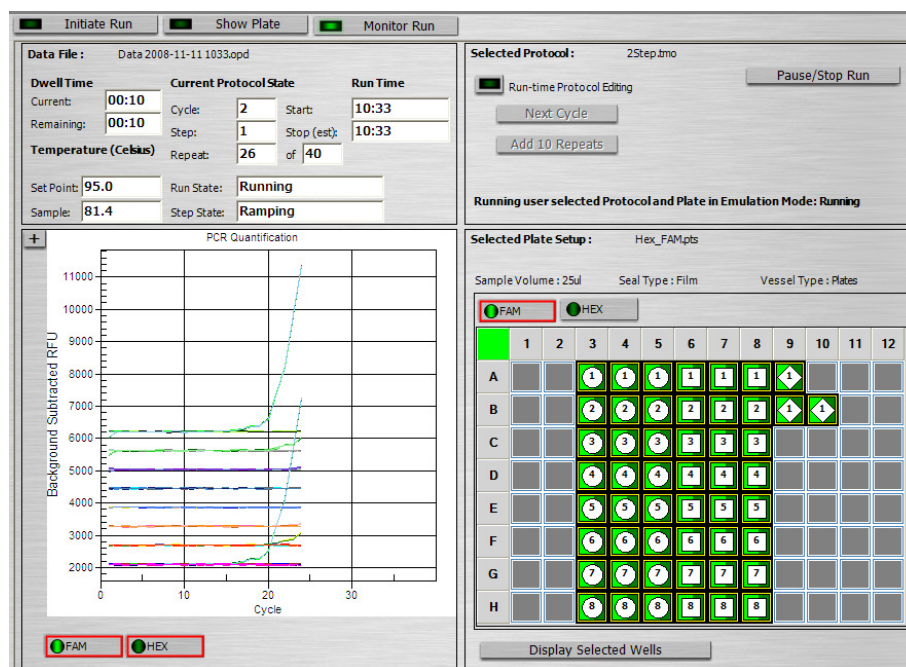 Initiate Run
Show Plate
Monitor Run
Data File: Data 2008-11-11 1033.opd
Dwell Time
Current: 00:10
Remaining: 00:10
Temperature (Celsius)
Set Point: 95.0
Sample: 81.4
Current Protocol State
Cycle: 2
Step: 1
Repeat: 26 of 40
Run State: Running
Step State: Ramping
Run Time
Start: 10:33
Stop (est): 10:33
Selected Protocol: 2Step.tmo
Run-time Protocol Editing
Pause/Stop Run
Next Cycle
Add 10 Repeats
Running user selected Protocol and Plate in Emulation Mode: Running
+
PCR Quantification
Background Subtracted RFU
11000
10000
9000
8000
7000
6000
5000
4000
3000
2000
0 10 20 30
Cycle
FAM HEX
Selected Plate Setup: Hex_FAM.pts
Sample Volume: 25ul Seal Type: Film Vessel Type: Plates
FAM HEX
1 2 3 4 5 6 7 8 9 10 11 12
A 1 1 1 1 1 1 1
B 2 2 2 2 2 2 1 1
C 3 3 3 3 3 3
D 4 4 4 4 4 4
E 5 5 5 5 5 5
F 6 6 6 6 6 6
G 7 7 7 7 7 7
H 8 8 8 8 8 8
Display Selected Wells